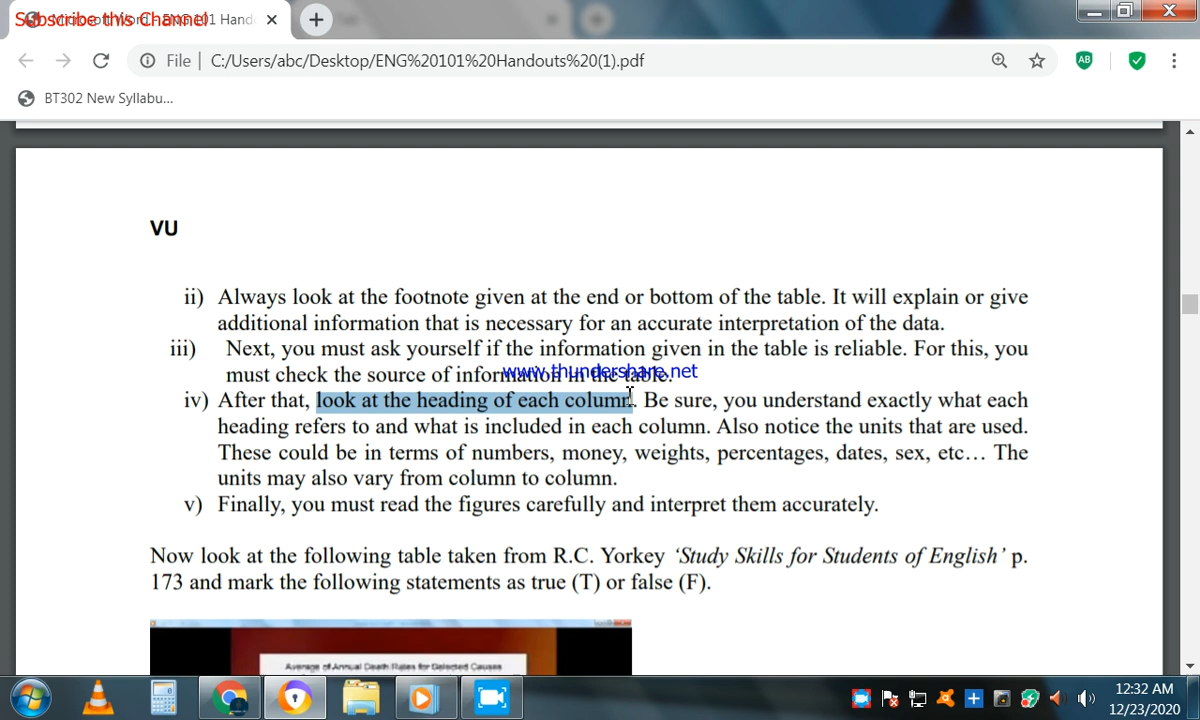 Subscribe this Channel!
File C:/Users/abc/Desktop/ENG%20101%20Handouts%20(1).pdf
AB
BT302 New Syllabu...
VU
ii) Always look at the footnote given at the end or bottom of the table. It will explain or give
additional information that is necessary for an accurate interpretation of the data.
iii) Next, you must ask yourself if the information given in the table is reliable. For this, you
must check the source of information in the table.
www.thundershare.net
iv) After that, look at the heading of each column. Be sure, you understand exactly what each
heading refers to and what is included in each column. Also notice the units that are used.
These could be in terms of numbers, money, weights, percentages, dates, sex, etc… The
units may also vary from column to column.
v) Finally, you must read the figures carefully and interpret them accurately.
Now look at the following table taken from R.C. Yorkey ‘Study Skills for Students of English’ p.
173 and mark the following statements as true (T) or false (F).
Average of Annual Death Rates for Selected Causes
12:32 AM
12/23/2020